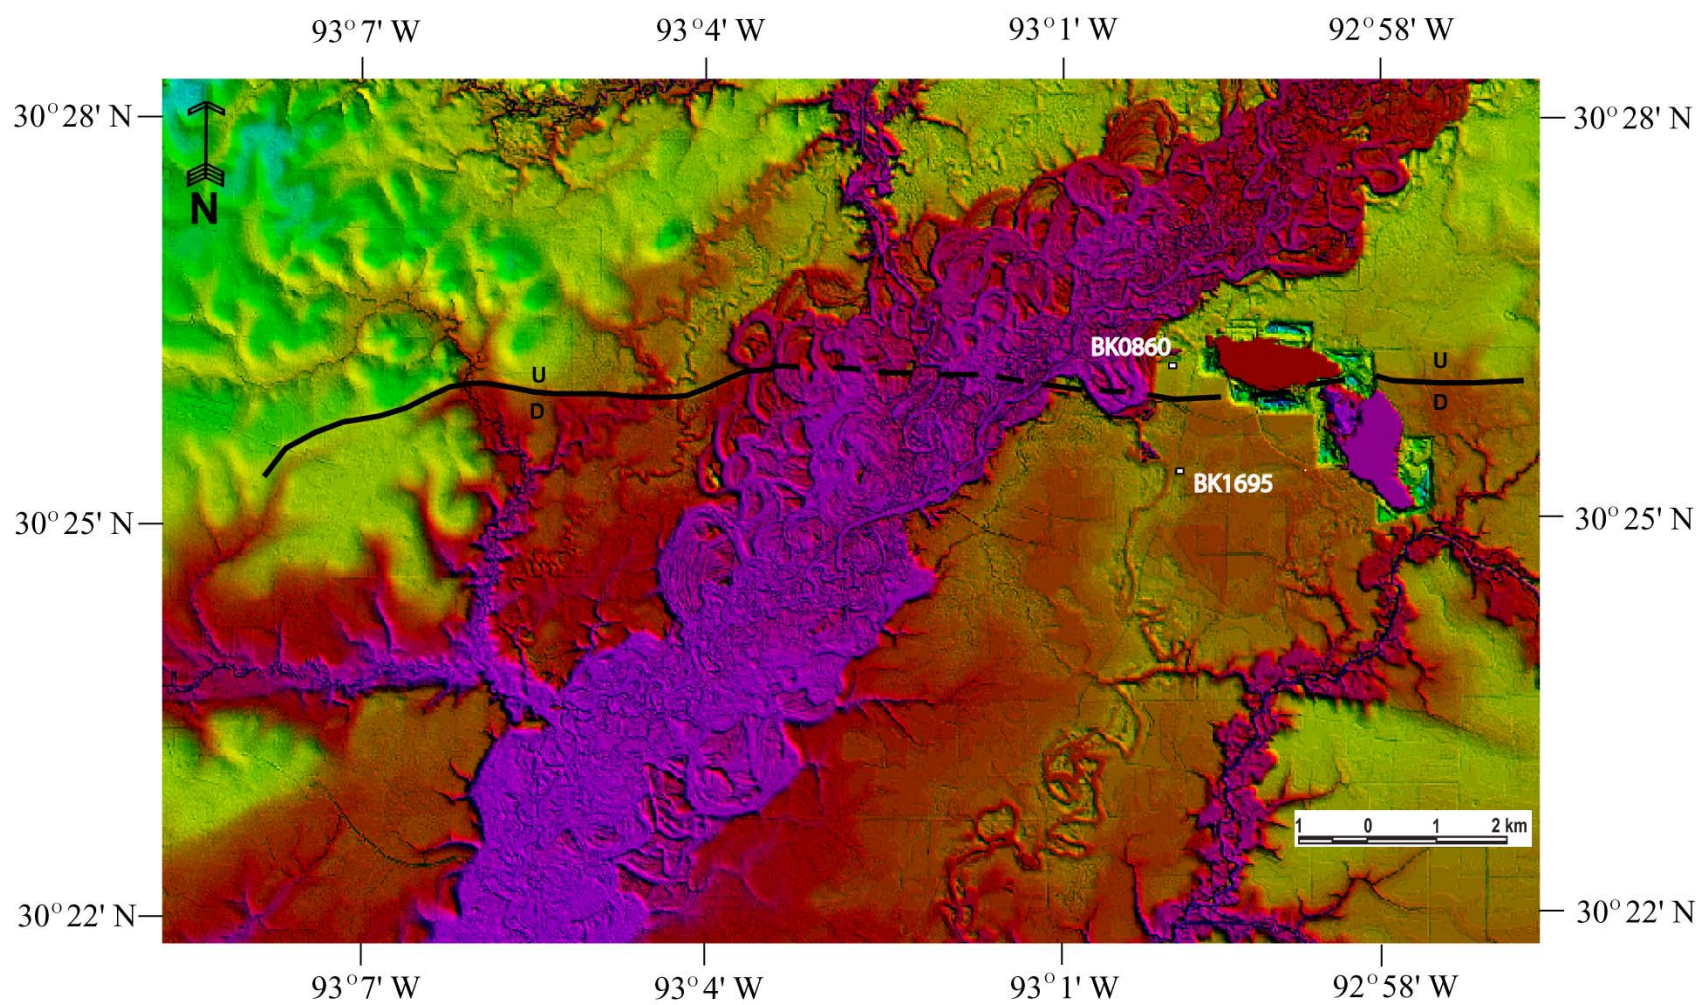 93°7' W 93°4' W 93°1' W 92°58' W
30°28' N 30°28' N
N
BK0860
U U
D D
BK1695
30°25' N 30°25' N
1 0 1 2 km
30°22' N 30°22' N
93°7' W 93°4' W 93°1' W 92°58' W